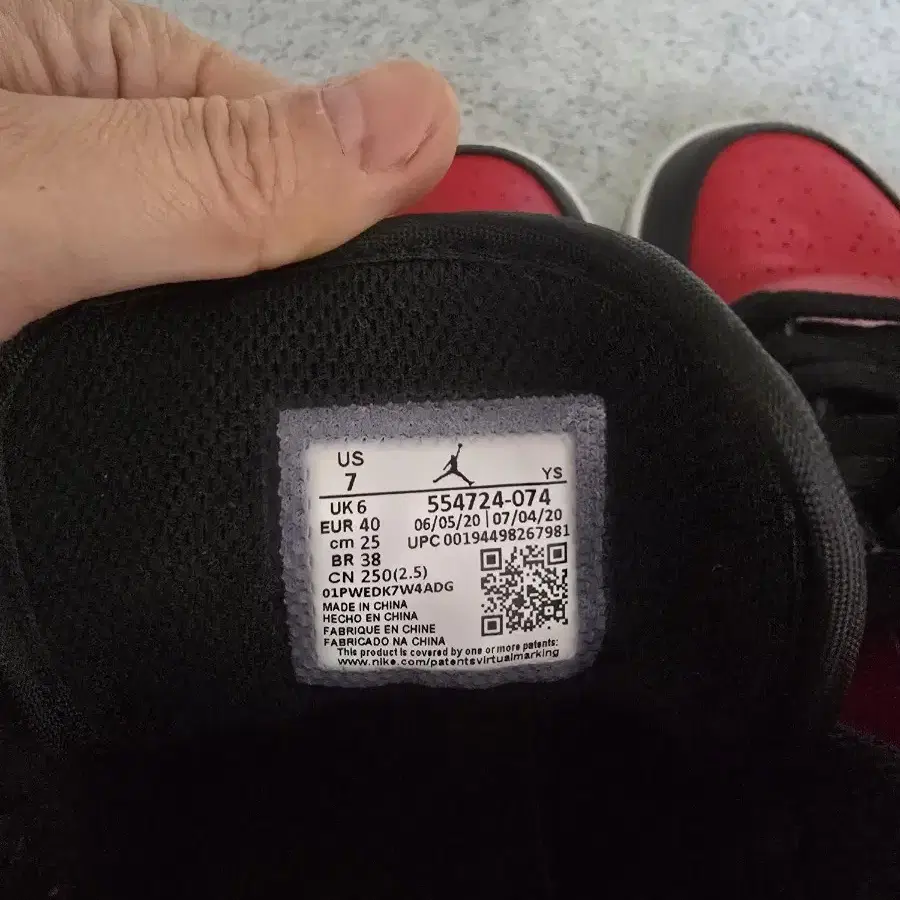 US
7
YS
UK 6
554724-074
EUR 40
06/05/20 | 07/04/20
cm 25
UPC 00194498267981
BR 38
CN 250(2.5)
01PWEDK7W4ADG
MADE IN CHINA
HECHO EN CHINA
FABRIQUE EN CHINE
FABRICADO NA CHINA
This product is covered by one or more patents:
www.nike.com/patentsvirtualmarking